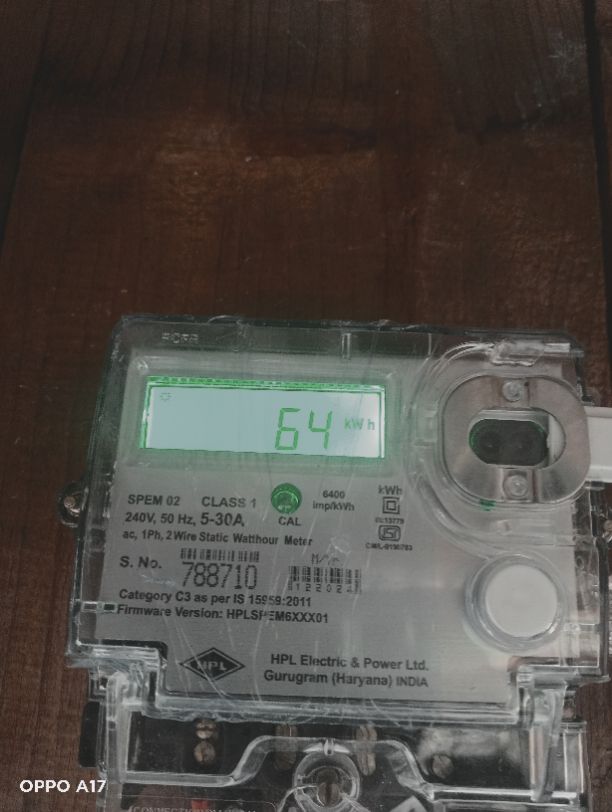 64 kWh
SPEM 02 CLASS 1
6400 imp/kWh
kWh
240V, 50 Hz, 5-30A,
CAL
IS:13779
ac, 1Ph, 2 Wire Static Watthour Meter
S. No. 788710
Category C3 as per IS 15959:2011
Firmware Version: HPLSPEM6XXX01
HPL
HPL Electric & Power Ltd.
Gurugram (Haryana) INDIA
OPPO A17